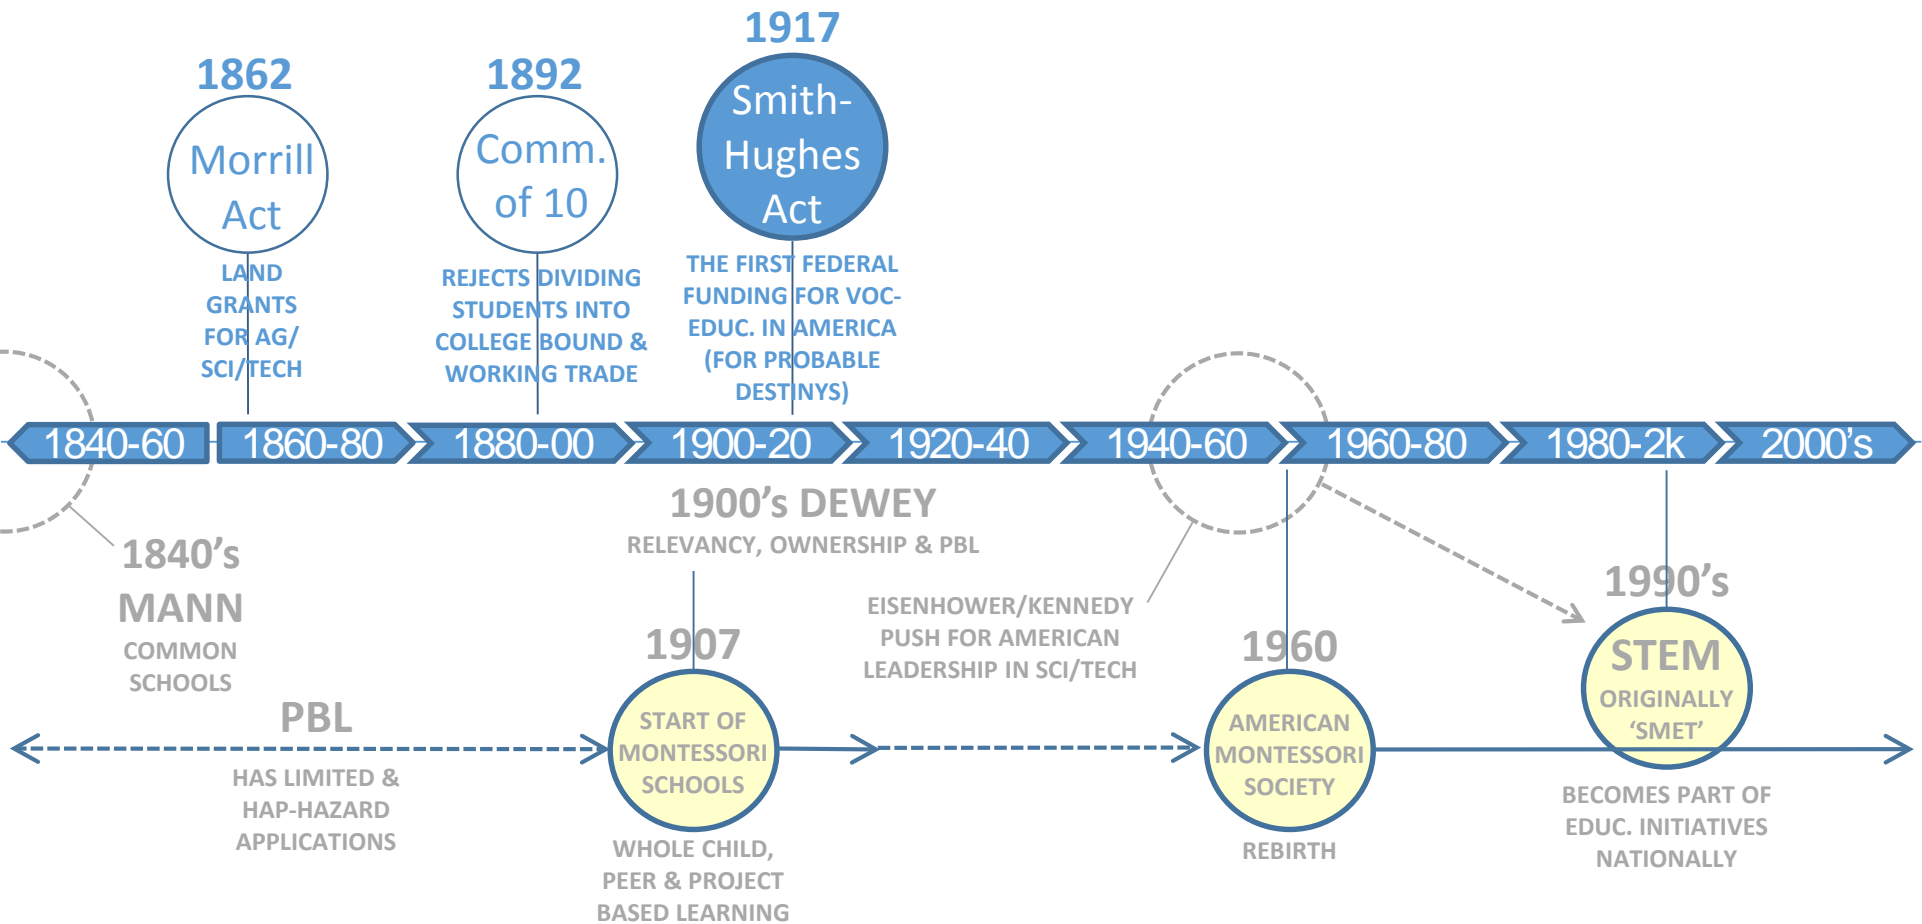 1862
Morrill
Act
LAND
GRANTS
FOR AG/
SCI/TECH
1892
Comm.
of 10
REJECTS DIVIDING
STUDENTS INTO
COLLEGE BOUND &
WORKING TRADE
1917
Smith-
Hughes
Act
THE FIRST FEDERAL
FUNDING FOR VOC-
EDUC. IN AMERICA
(FOR PROBABLE
DESTINYS)
1840-60
1860-80
1880-00
1900-20
1920-40
1940-60
1960-80
1980-2k
2000's
1840's
MANN
COMMON
SCHOOLS
1900's DEWEY
RELEVANCY, OWNERSHIP & PBL
EISENHOWER/KENNEDY
PUSH FOR AMERICAN
LEADERSHIP IN SCI/TECH
PBL
HAS LIMITED &
HAP-HAZARD
APPLICATIONS
1907
START OF
MONTESSORI
SCHOOLS
WHOLE CHILD,
PEER & PROJECT
BASED LEARNING
1960
AMERICAN
MONTESSORI
SOCIETY
REBIRTH
1990's
STEM
ORIGINALLY
'SMET'
BECOMES PART OF
EDUC. INITIATIVES
NATIONALLY